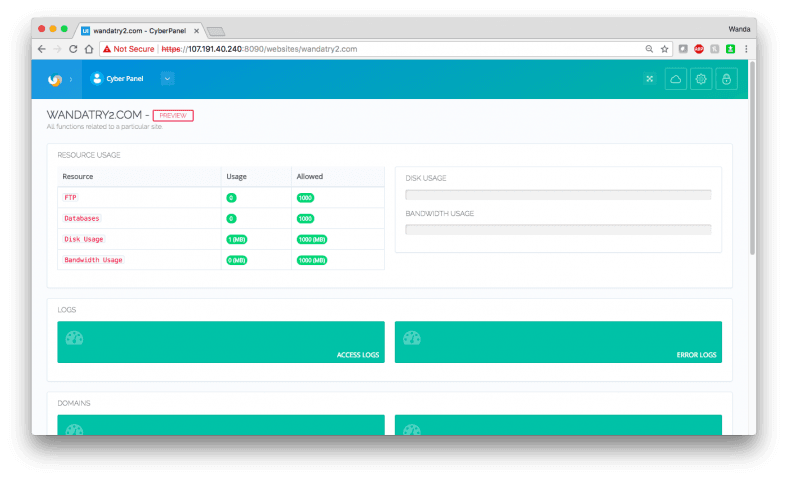 UI wandatry2.com - CyberPanel
Wanda
Not Secure | https://107.191.40.240:8090/websites/wandatry2.com
ABP
Cyber Panel
WANDATRY2.COM - PREVIEW
All functions related to a particular site.
RESOURCE USAGE
Resource Usage Allowed
FTP 0 1000
Databases 0 1000
Disk Usage 1 (MB) 1000 (MB)
Bandwidth Usage 0 (MB) 1000 (MB)
DISK USAGE
BANDWIDTH USAGE
LOGS
ACCESS LOGS
ERROR LOGS
DOMAINS